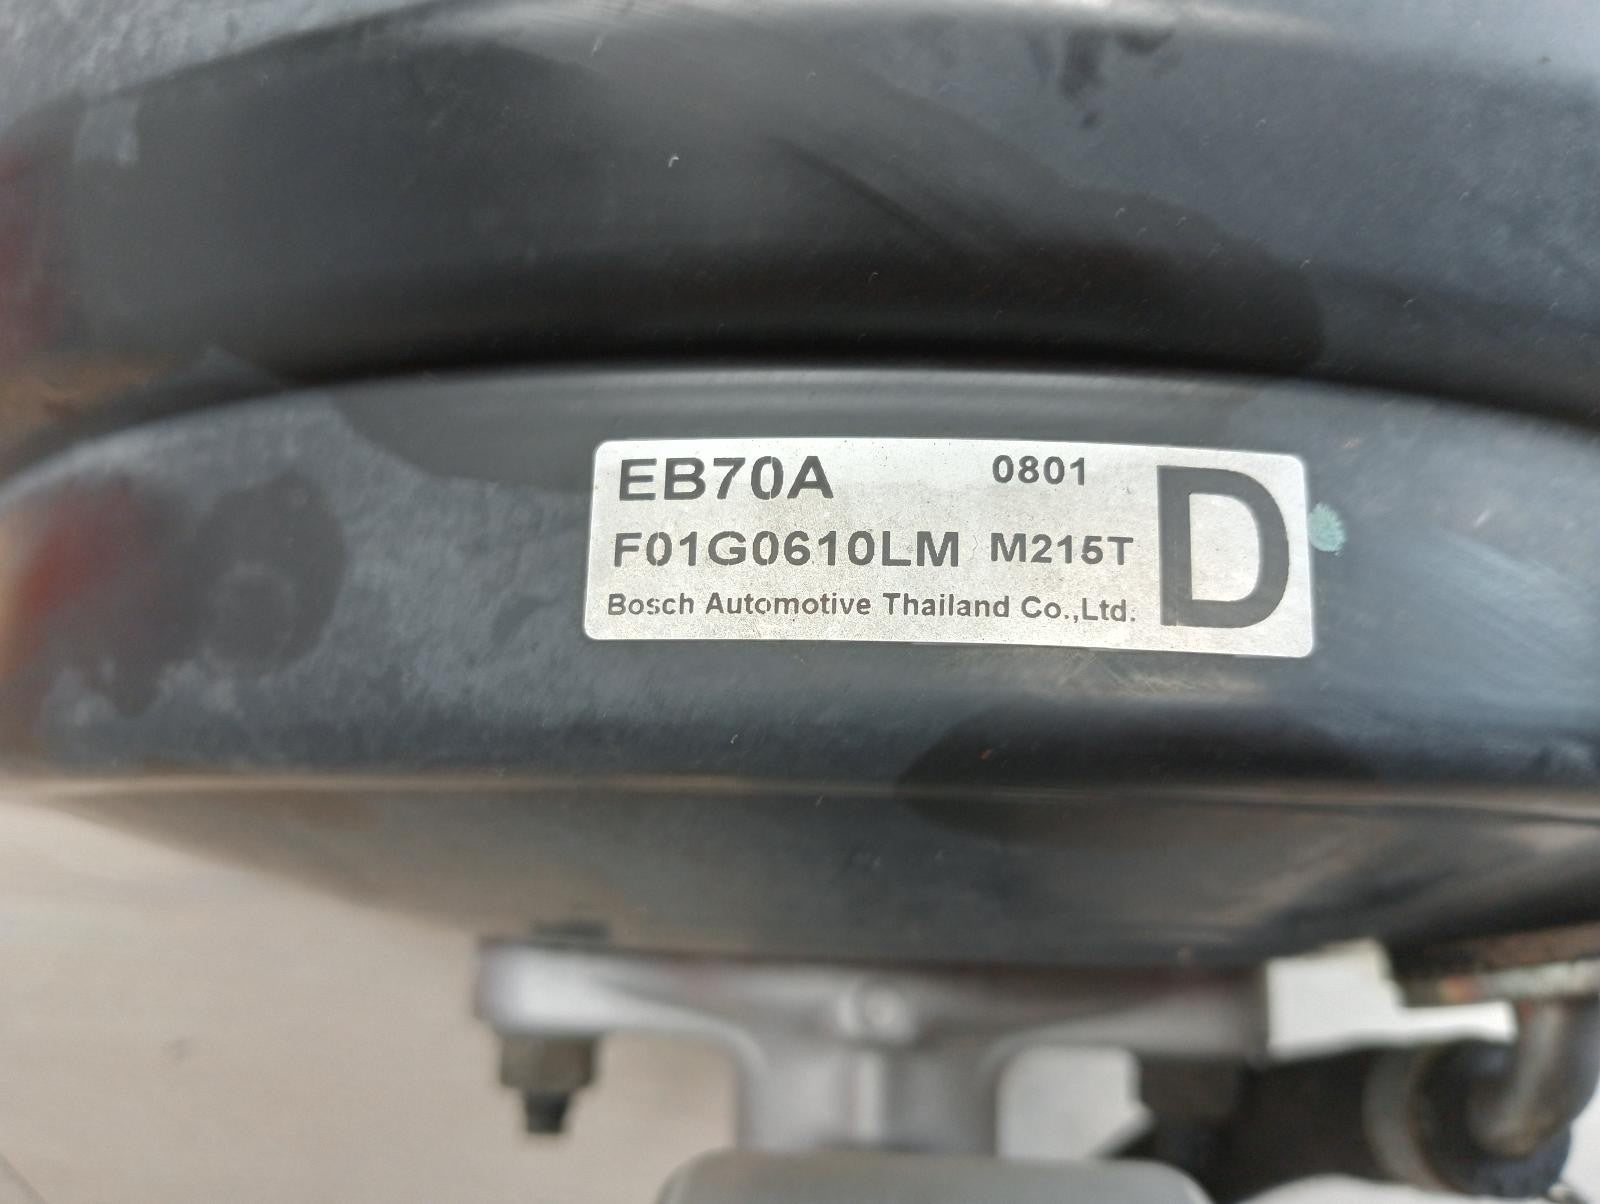 EB70A 0801 D
F01G0610LM M215T
Bosch Automotive Thailand Co.,Ltd.